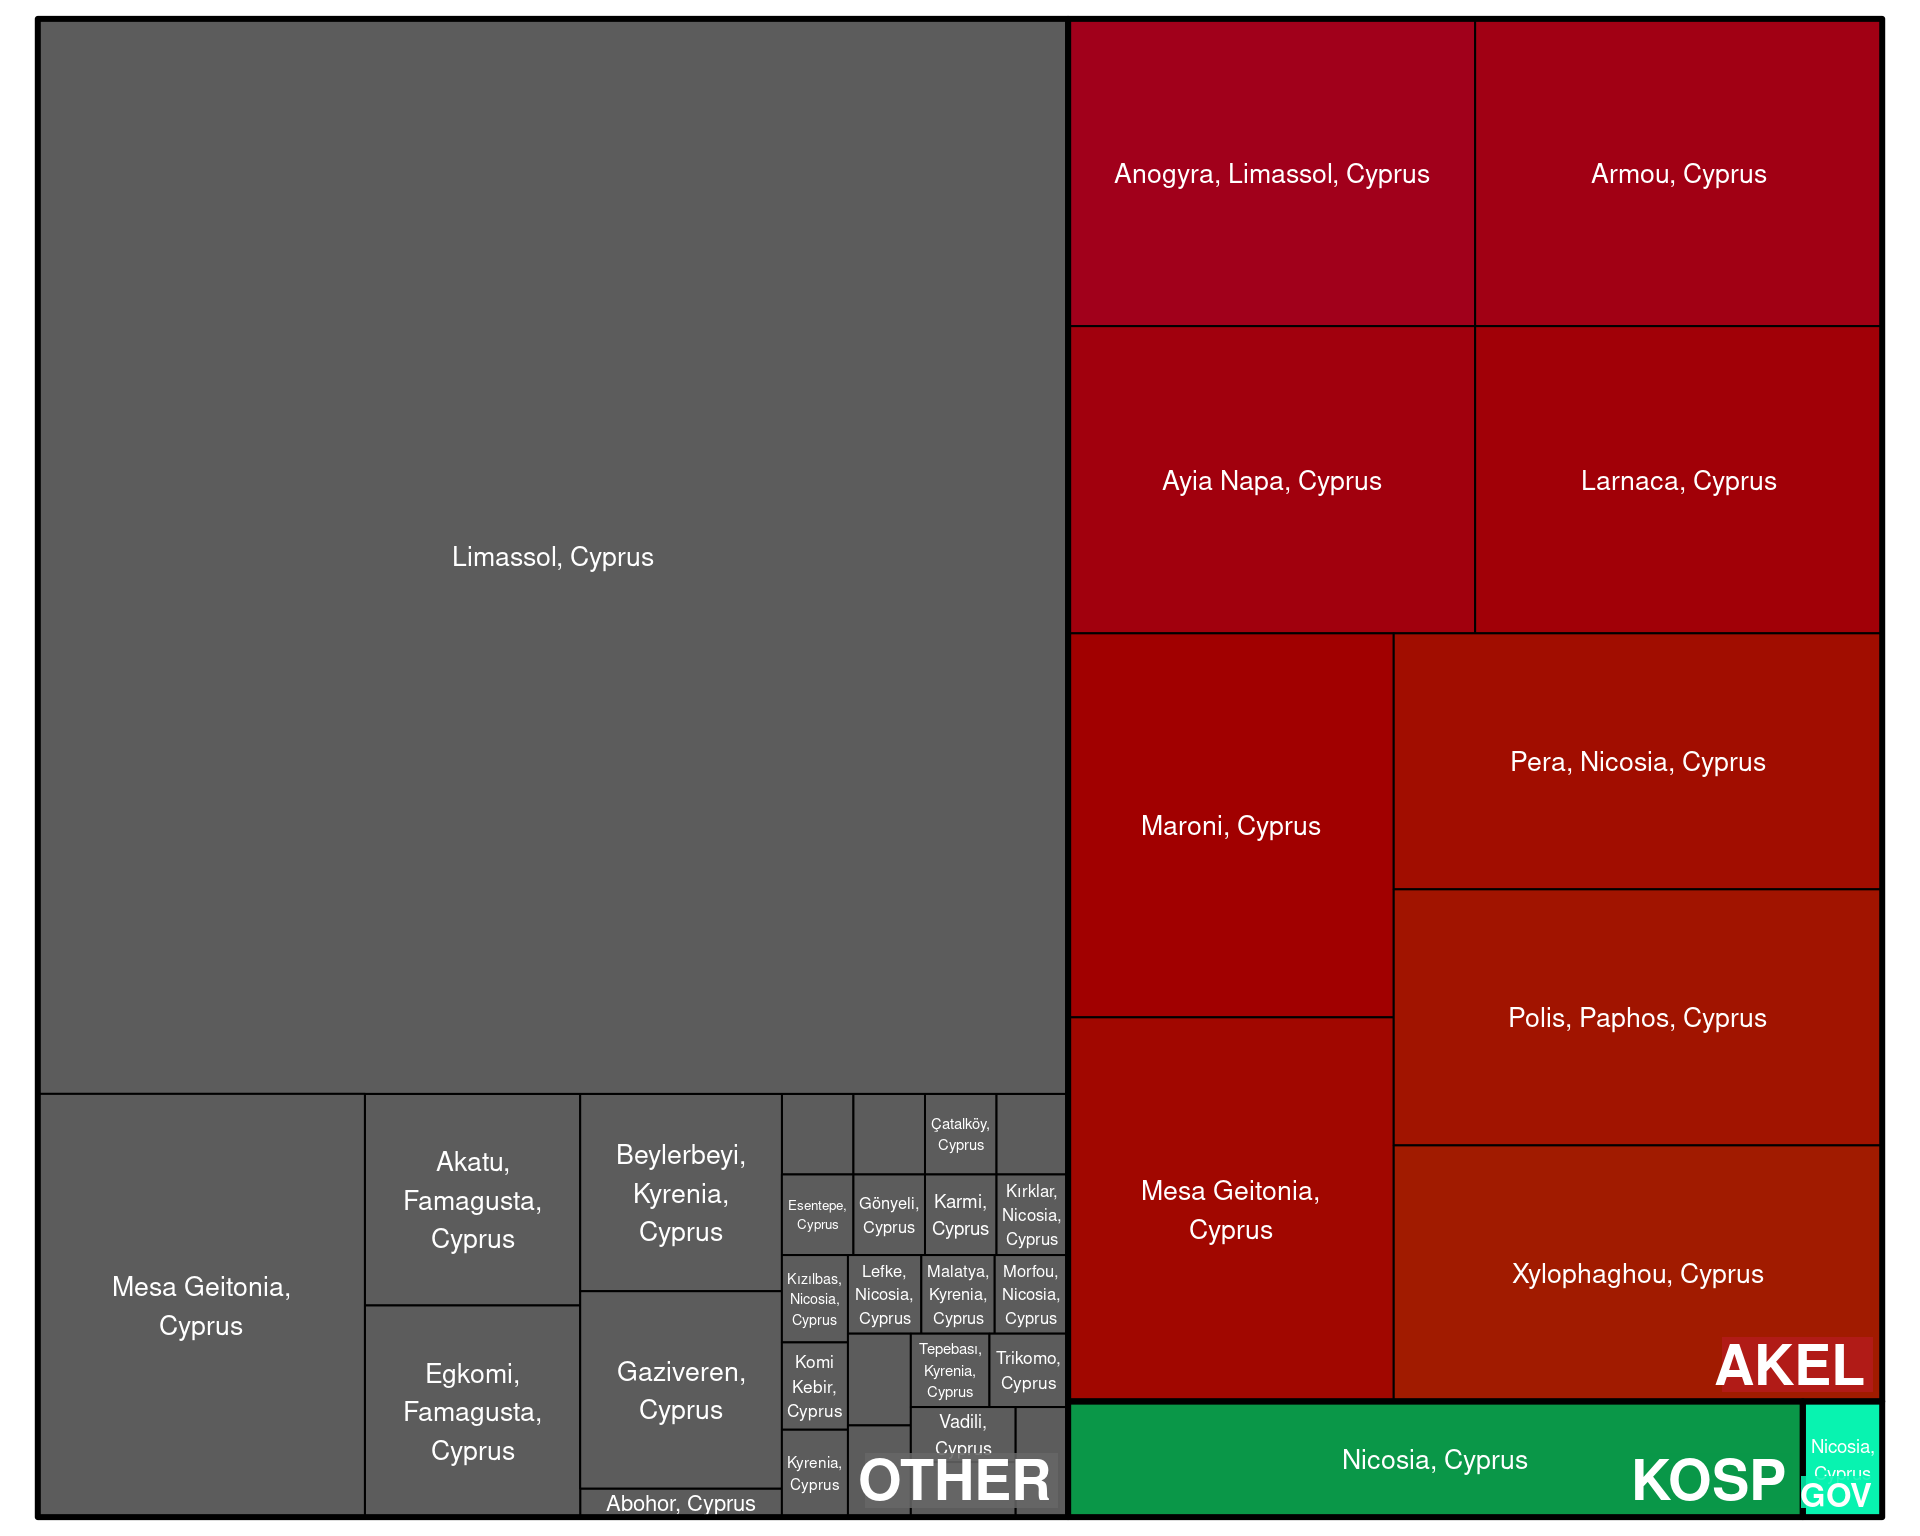 Limassol, Cyprus
Mesa Geitonia,
Cyprus
Akatu,
Famagusta,
Cyprus
Egkomi,
Famagusta,
Cyprus
Beylerbeyi,
Kyrenia,
Cyprus
Gaziveren,
Cyprus
Abohor, Cyprus
Çatalköy,
Cyprus
Esentepe,
Cyprus
Gönyeli,
Cyprus
Karmi,
Cyprus
Kırklar,
Nicosia,
Cyprus
Kızılbas,
Nicosia,
Cyprus
Lefke,
Nicosia,
Cyprus
Malatya,
Kyrenia,
Cyprus
Morfou,
Nicosia,
Cyprus
Komi
Kebir,
Cyprus
Tepebası,
Kyrenia,
Cyprus
Trikomo,
Cyprus
Kyrenia,
Cyprus
Vadili,
Cyprus
OTHER
Anogyra, Limassol, Cyprus
Armou, Cyprus
Ayia Napa, Cyprus
Larnaca, Cyprus
Maroni, Cyprus
Pera, Nicosia, Cyprus
Polis, Paphos, Cyprus
Mesa Geitonia,
Cyprus
Xylophaghou, Cyprus
AKEL
Nicosia, Cyprus
KOSP
Nicosia,
Cyprus
GOV